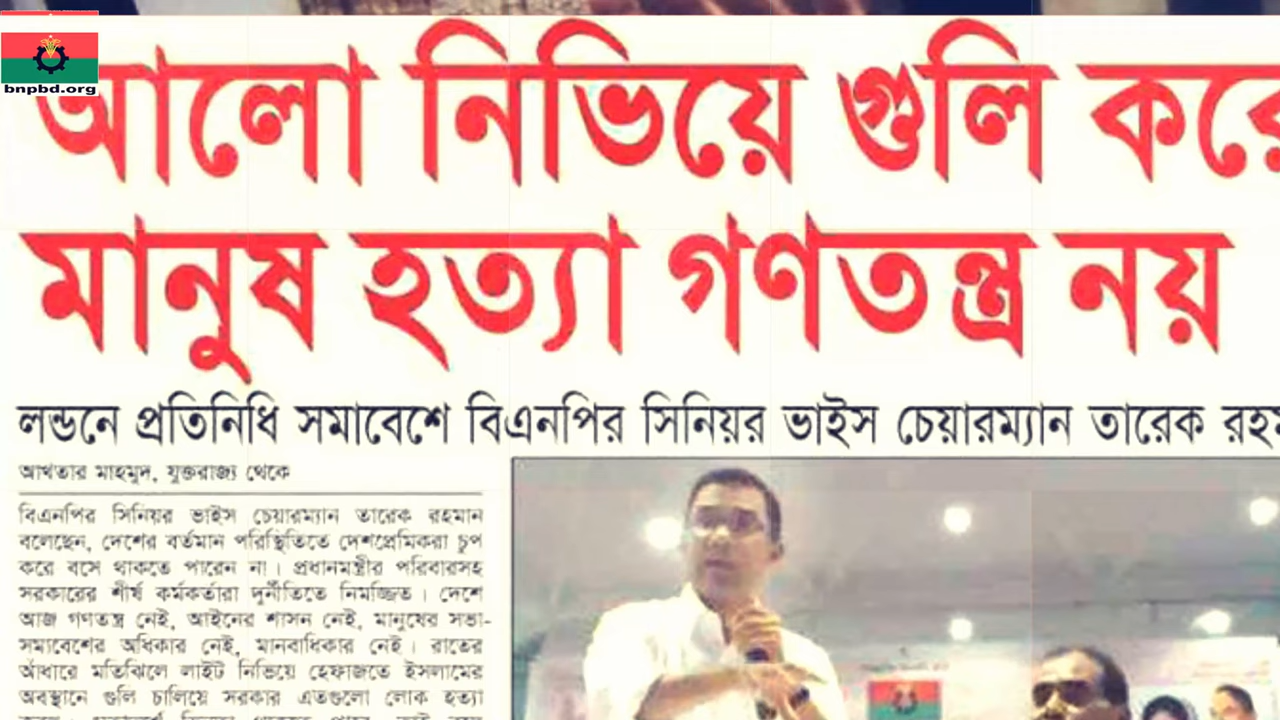 bnpbd.org
আলো নিভিয়ে গুলি করে
মানুষ হত্যা গণতন্ত্র নয়
লন্ডনে প্রতিনিধি সমাবেশে বিএনপির সিনিয়র ভাইস চেয়ারম্যান তারেক
আখতার মাহমুদ, যুক্তরাজ্য থেকে
বিএনপির সিনিয়র ভাইস চেয়ারম্যান তারেক রহমান
বলেছেন, দেশের বর্তমান পরিস্থিতিতে দেশপ্রেমিকরা চুপ
করে বসে থাকতে পারেন না। প্রধানমন্ত্রীর পরিবারসহ
সরকারের শীর্ষ কর্মকর্তারা দুর্নীতিতে নিমজ্জিত। দেশে
আজ গণতন্ত্র নেই, আইনের শাসন নেই, মানুষের সভা-
সমাবেশের অধিকার নেই, মানবাধিকার নেই। রাতের
আঁধারে মতিঝিলে লাইট নিভিয়ে হেফাজতে ইসলামের
অবস্থানে গুলি চালিয়ে সরকার এতগুলো লোক হত্যা